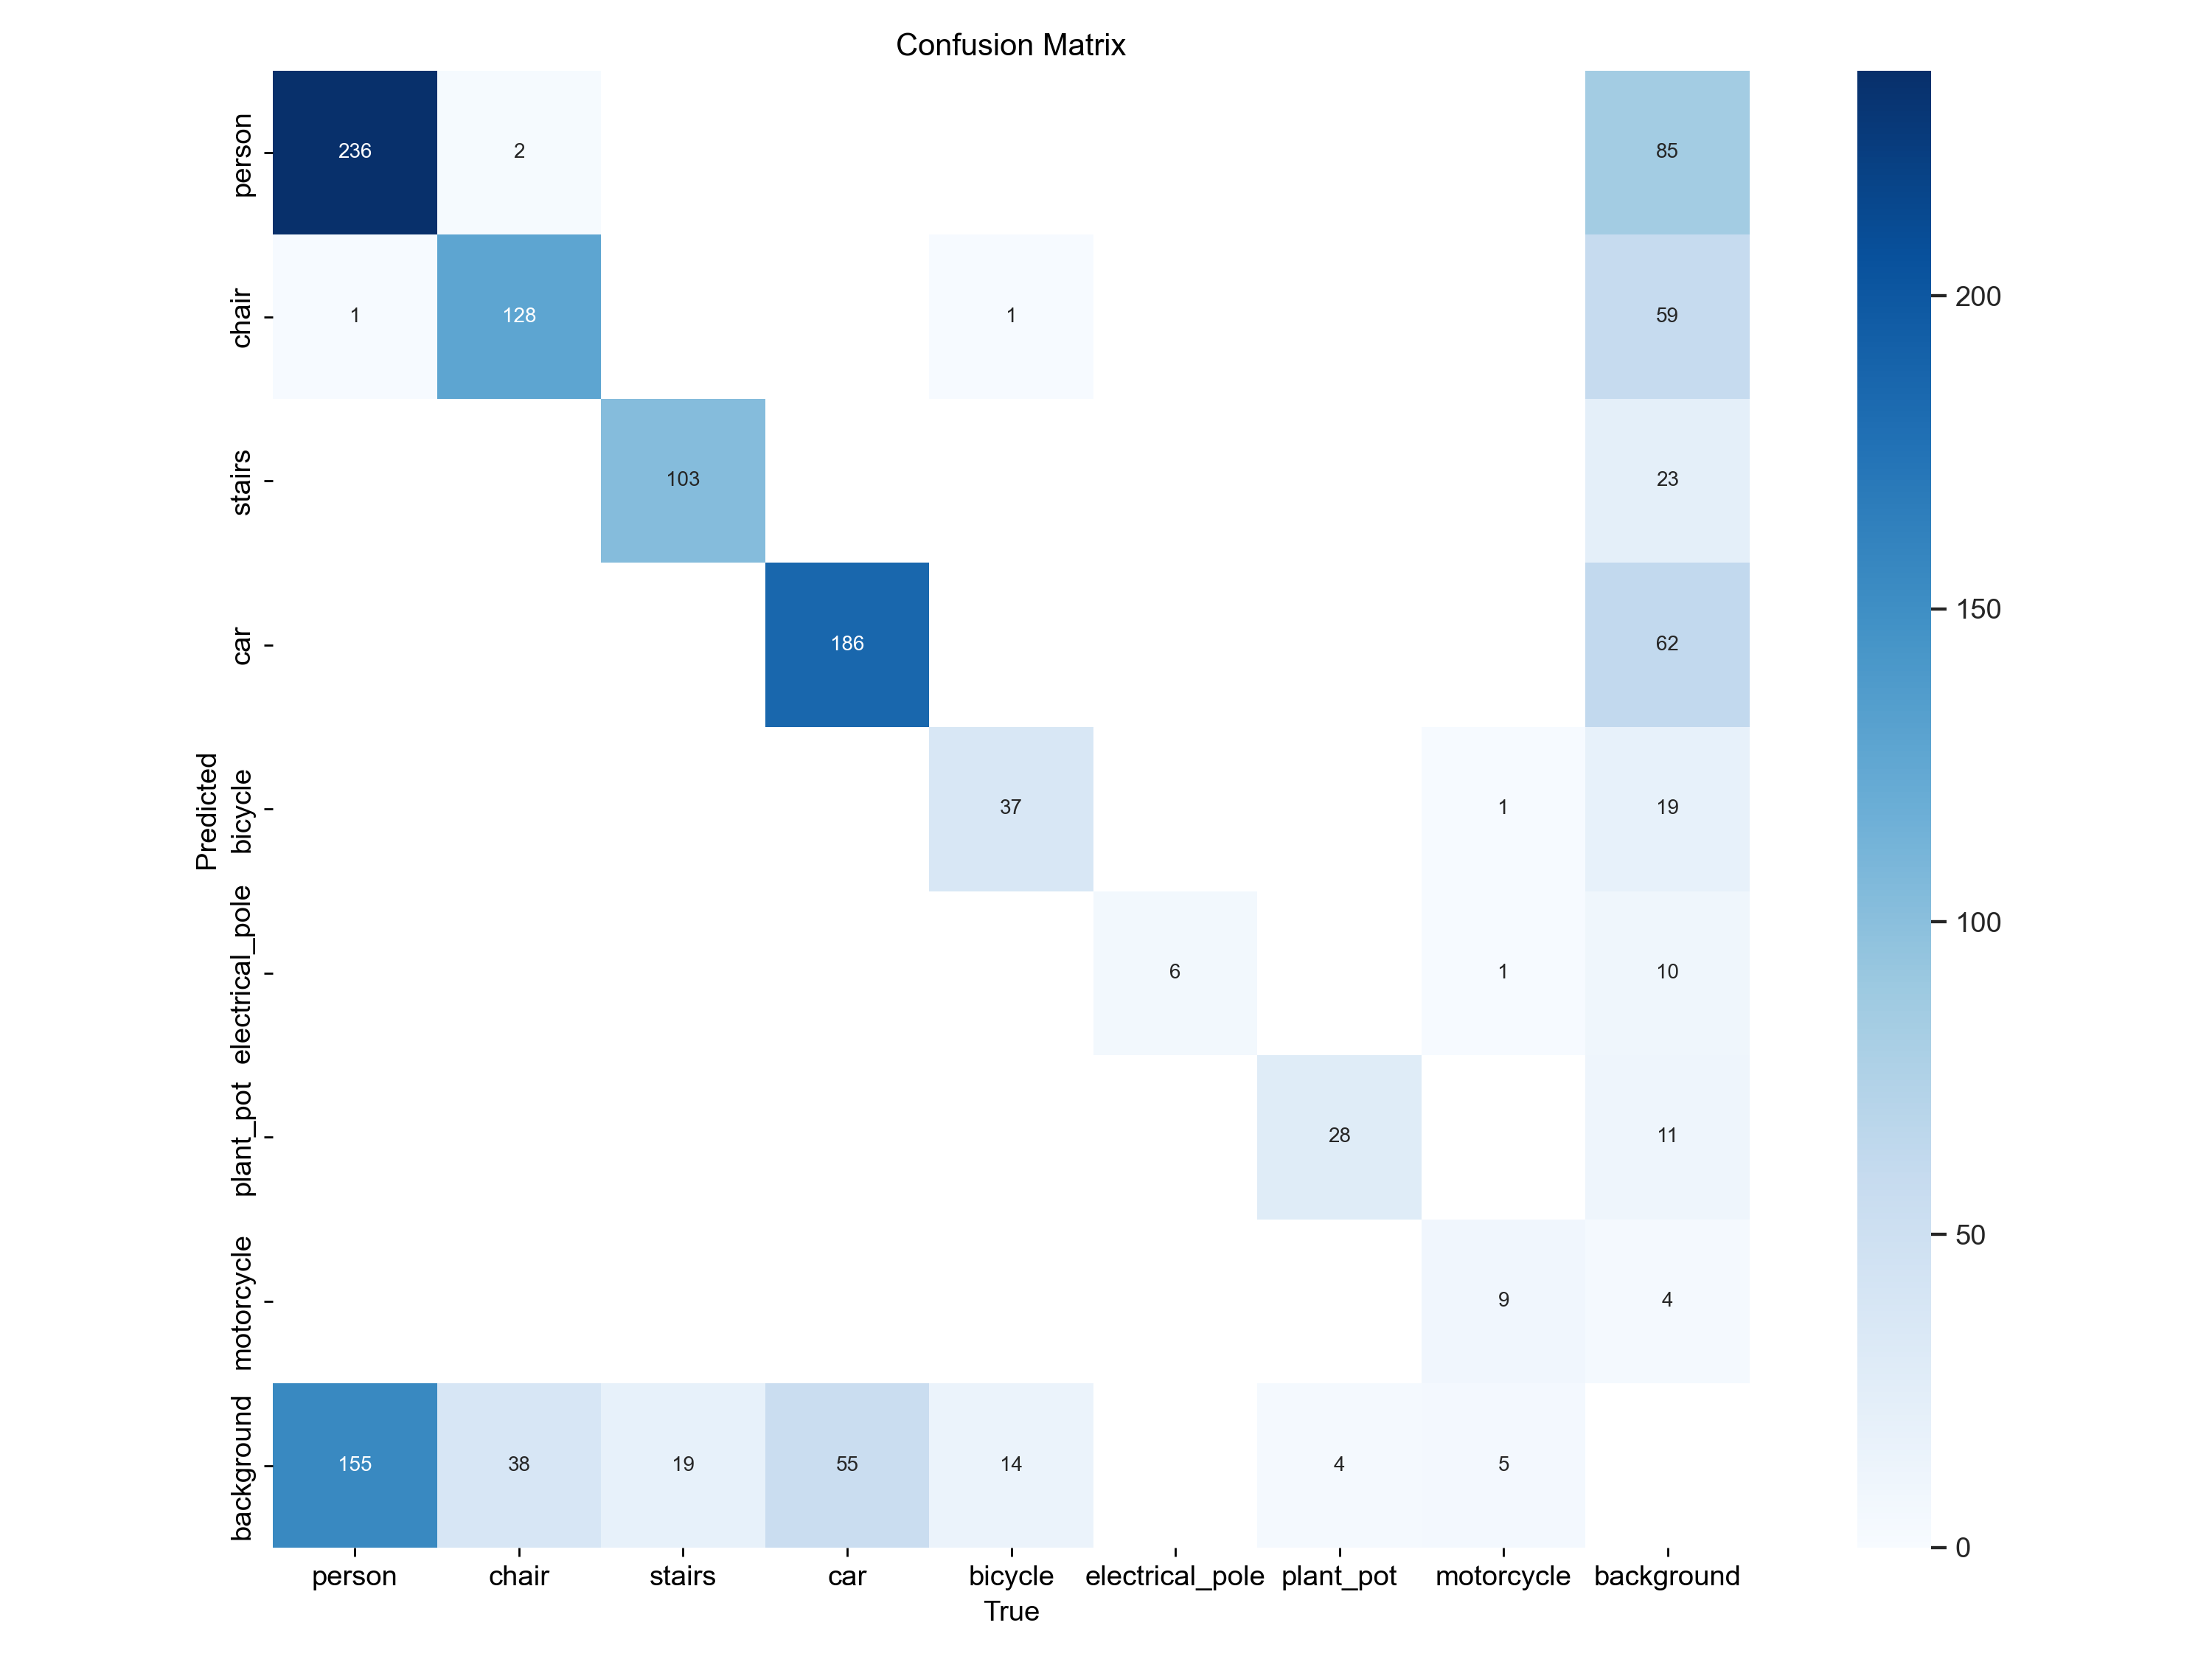 Confusion Matrix
person
236
2
85
chair
1
128
1
59
200
stairs
103
23
150
car
186
62
Predicted
bicycle
37
1
19
100
electrical_pole
6
1
10
plant_pot
28
11
motorcycle
9
4
50
background
155
38
19
55
14
4
5
0
person chair stairs car bicycle electrical_pole plant_pot motorcycle background
True